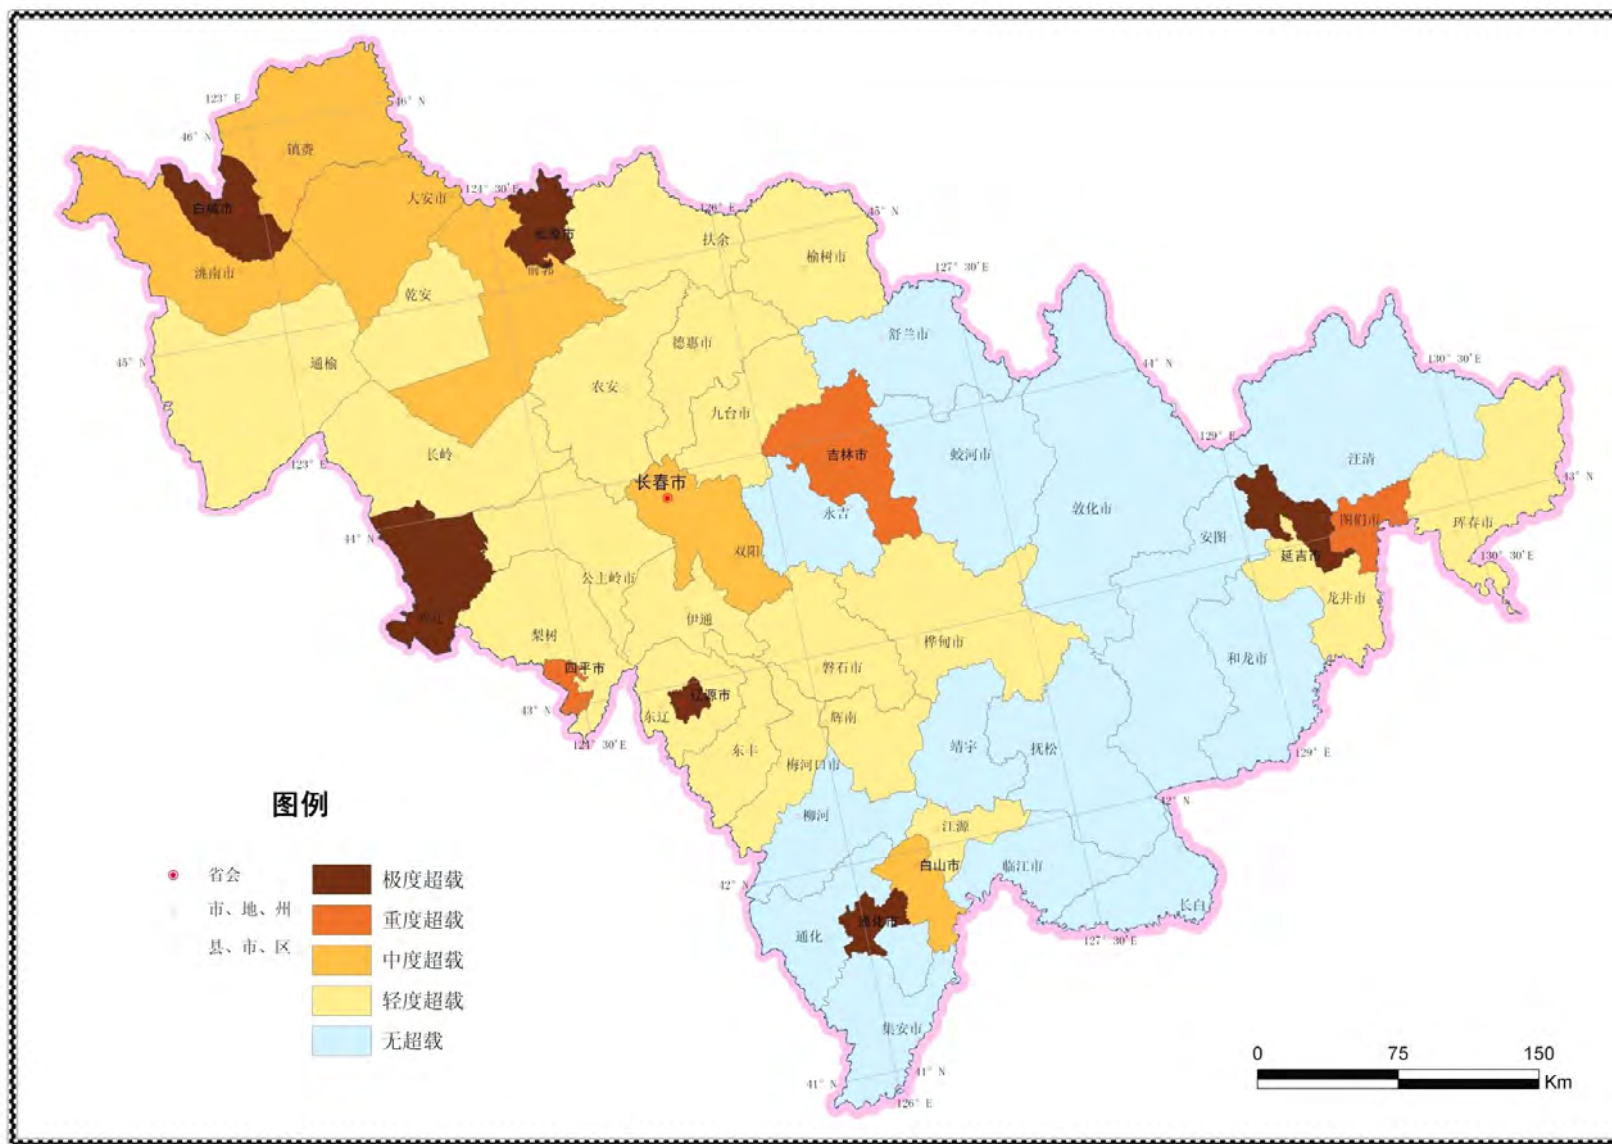 123° E
46° N
46° N
镇赉
白城市
大安市
124° 30′E
松原市
126° E
45° N
洮南市
乾安
前郭
扶余
榆树市
127° 30′E
45° N
通榆
德惠市
舒兰市
44° N
130° 30′E
农安
九台市
长岭
123° E
吉林市
蛟河市
129° E
汪清
43° N
长春市
永吉
敦化市
安图
图们市
珲春市
44° N
双阳
延吉市
130° 30′E
公主岭市
龙井市
双辽
伊通
梨树
桦甸市
和龙市
四平市
磐石市
辽源市
43° N
东辽
辉南
124° 30′E
东丰
梅河口市
靖宇
抚松
129° E
图例
柳河
江源
42° N
省会
极度超载
42° N
白山市
临江市
市、地、州
重度超载
通化市
长白
县、市、区
中度超载
通化
127° 30′E
轻度超载
集安市
无超载
41° N
41° N
126° E
0 75 150
Km